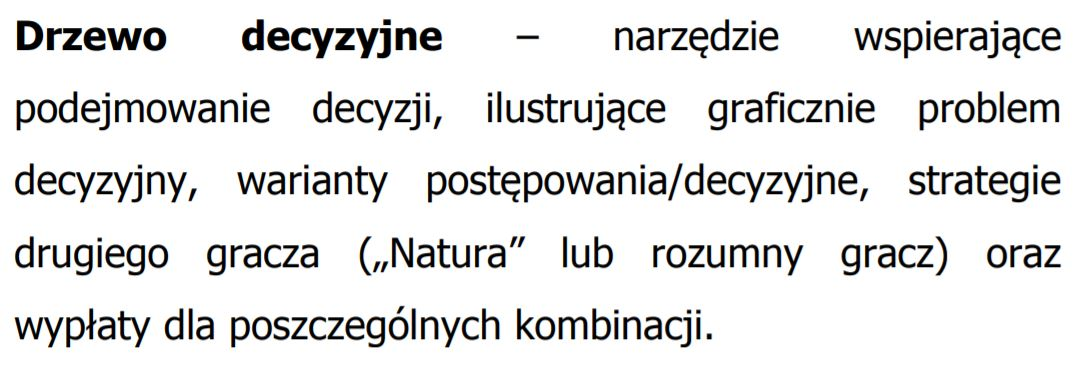 Drzewo decyzyjne – narzędzie wspierające
podejmowanie decyzji, ilustrujące graficznie problem
decyzyjny, warianty postępowania/decyzyjne, strategie
drugiego gracza („Natura” lub rozumny gracz) oraz
wypłaty dla poszczególnych kombinacji.